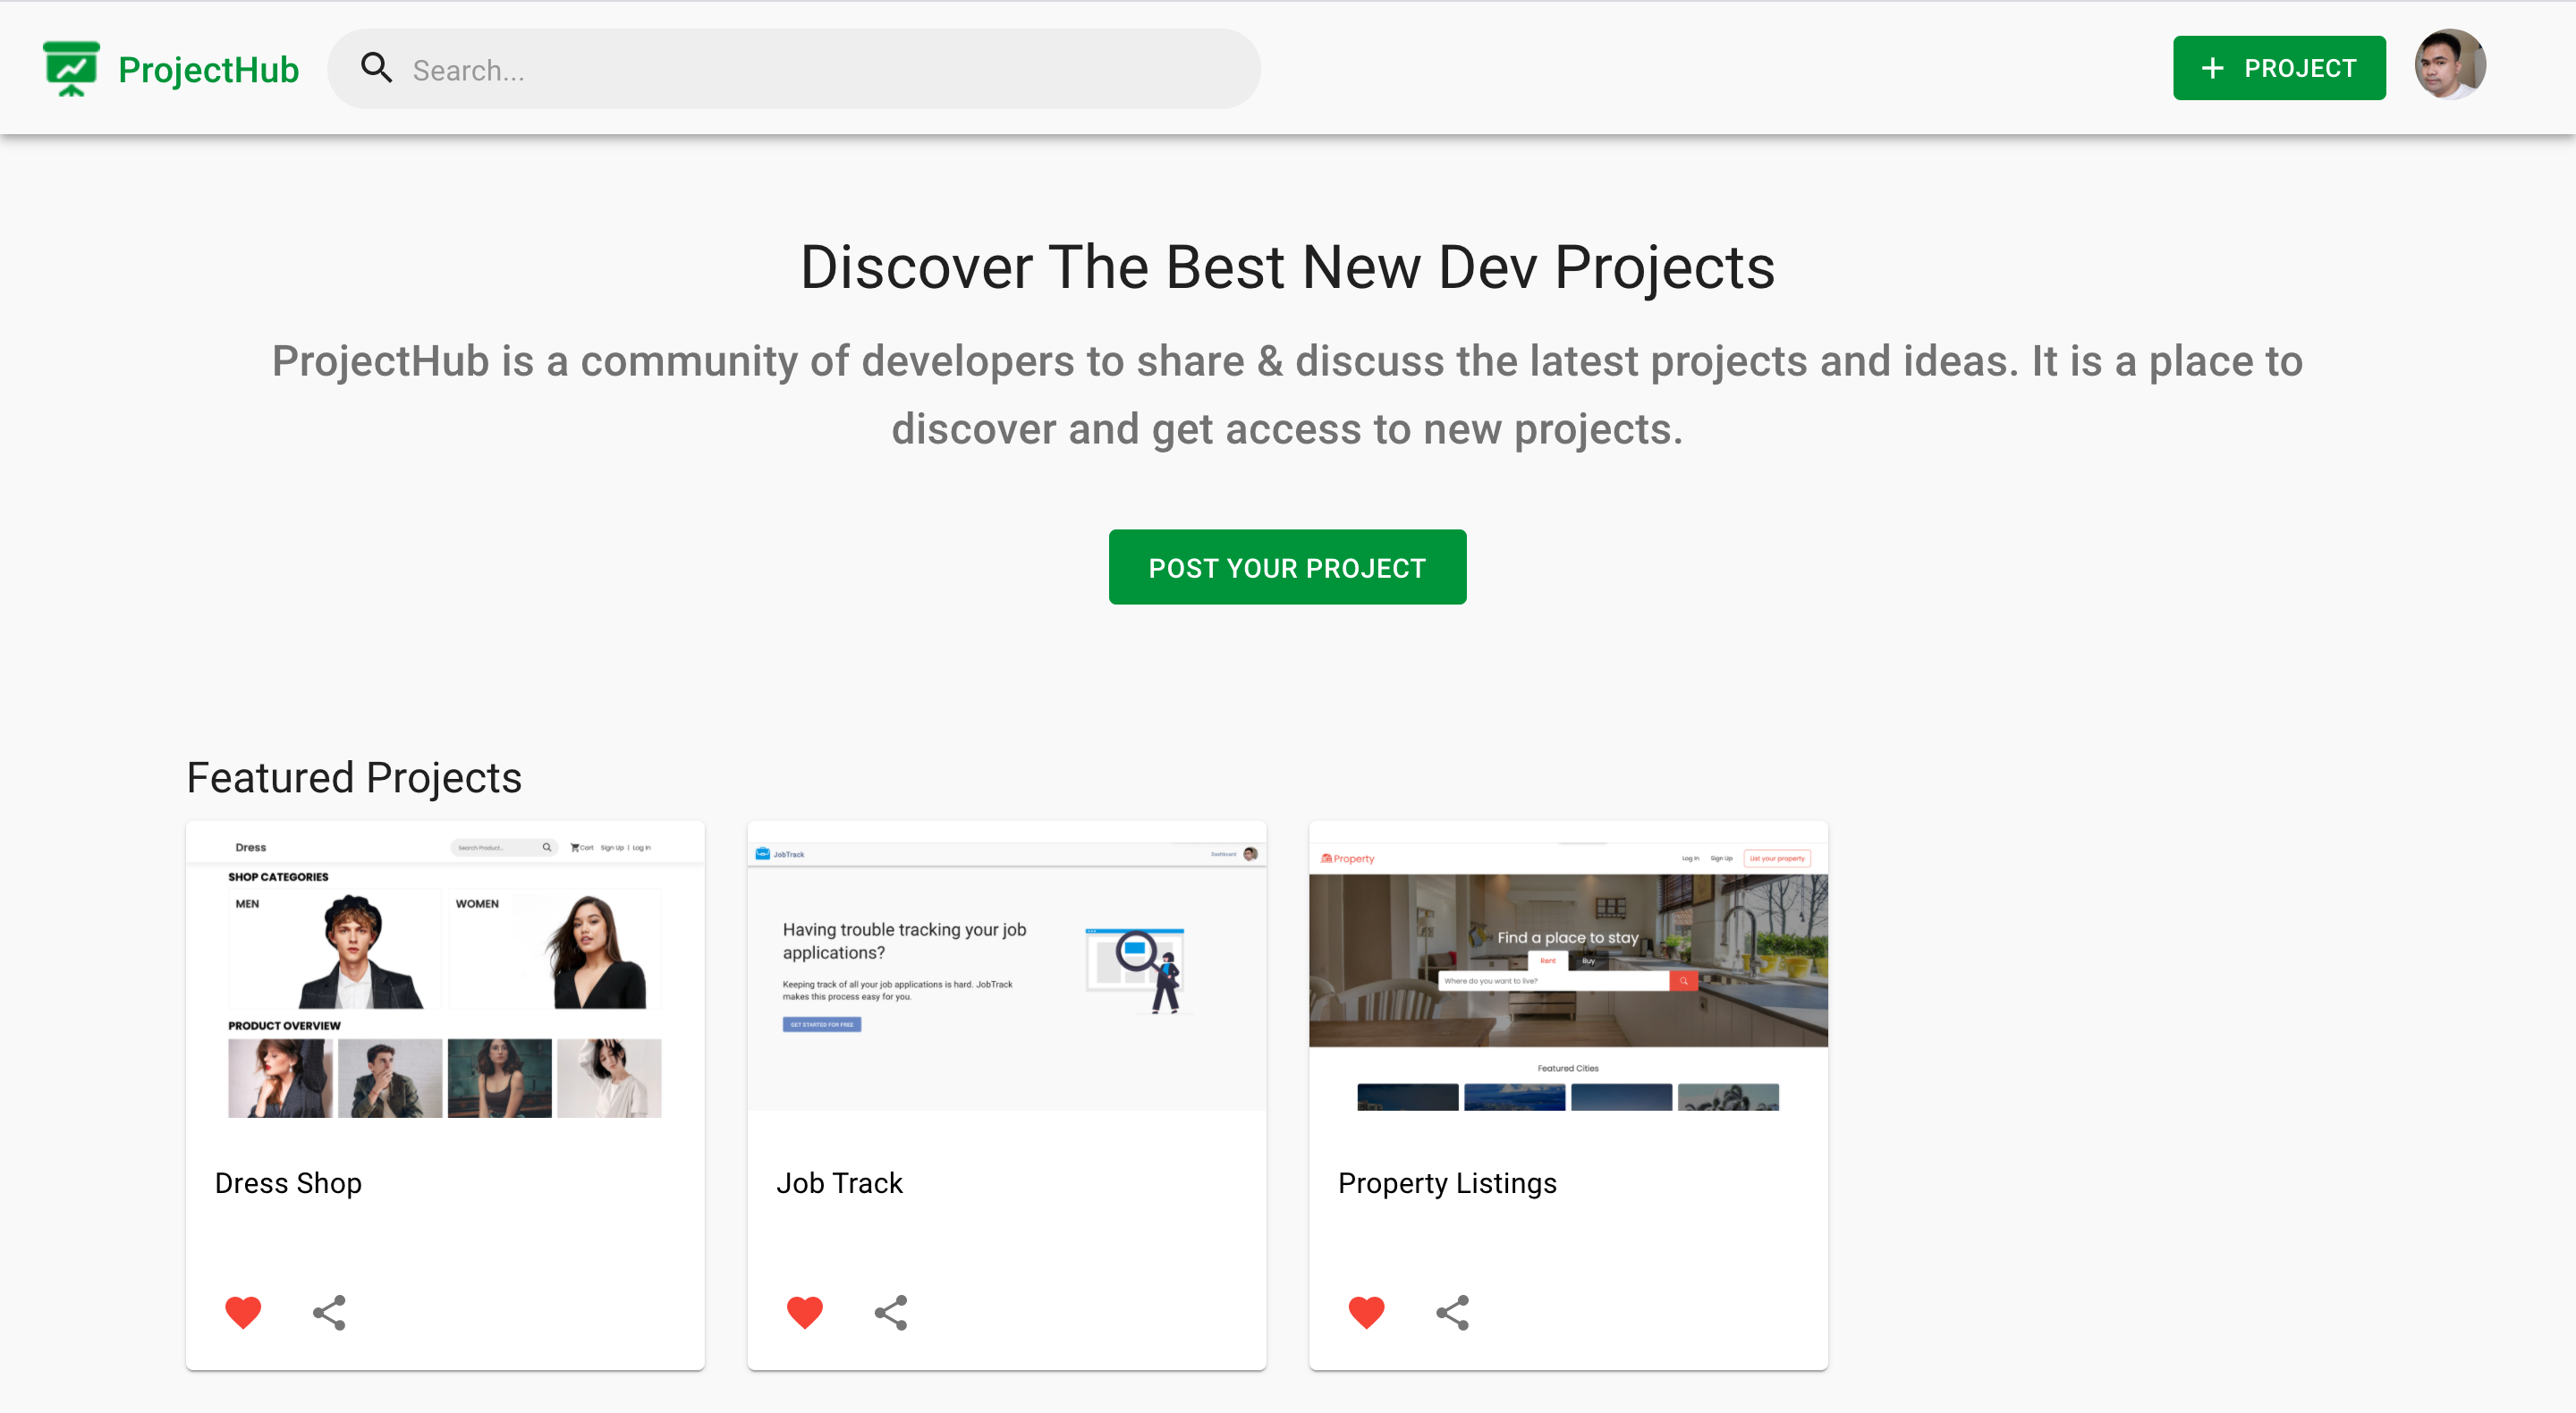 ProjectHub
Search...
PROJECT
Discover The Best New Dev Projects
ProjectHub is a community of developers to share & discuss the latest projects and ideas. It is a place to
discover and get access to new projects.
POST YOUR PROJECT
Featured Projects
Dress
Search Product...
Cart Sign Up | Log In
SHOP CATEGORIES
MEN
WOMEN
PRODUCT OVERVIEW
Dress Shop
JobTrack
Dashboard
Having trouble tracking your job
applications?
Keeping track of all your job applications is hard. JobTrack
makes this process easy for you.
GET STARTED FOR FREE
Job Track
Property
Log In Sign Up List your property
Find a place to stay
Rent Buy
Where do you want to live?
Featured Cities
Property Listings